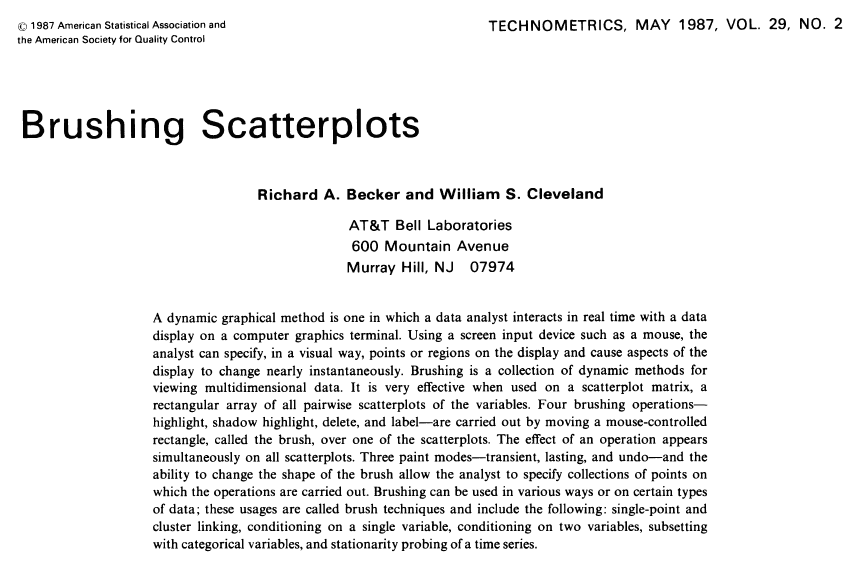 © 1987 American Statistical Association and
the American Society for Quality Control
TECHNOMETRICS, MAY 1987, VOL. 29, NO. 2
Brushing Scatterplots
Richard A. Becker and William S. Cleveland
AT&T Bell Laboratories
600 Mountain Avenue
Murray Hill, NJ 07974
A dynamic graphical method is one in which a data analyst interacts in real time with a data
display on a computer graphics terminal. Using a screen input device such as a mouse, the
analyst can specify, in a visual way, points or regions on the display and cause aspects of the
display to change nearly instantaneously. Brushing is a collection of dynamic methods for
viewing multidimensional data. It is very effective when used on a scatterplot matrix, a
rectangular array of all pairwise scatterplots of the variables. Four brushing operations—
highlight, shadow highlight, delete, and label—are carried out by moving a mouse-controlled
rectangle, called the brush, over one of the scatterplots. The effect of an operation appears
simultaneously on all scatterplots. Three paint modes—transient, lasting, and undo—and the
ability to change the shape of the brush allow the analyst to specify collections of points on
which the operations are carried out. Brushing can be used in various ways or on certain types
of data; these usages are called brush techniques and include the following: single-point and
cluster linking, conditioning on a single variable, conditioning on two variables, subsetting
with categorical variables, and stationarity probing of a time series.